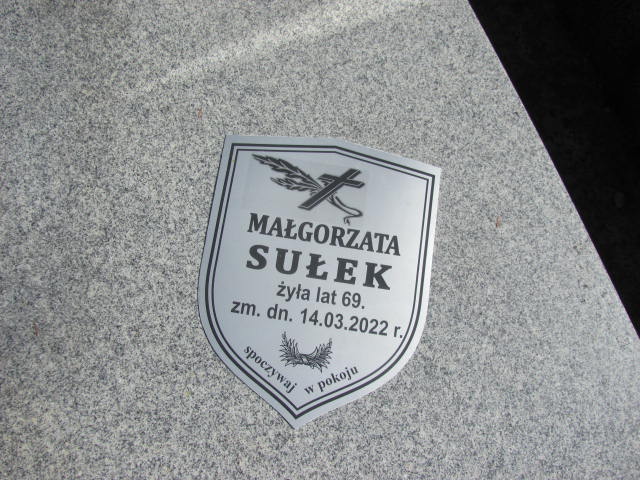 MAŁGORZATA
SUŁEK
żyła lat 69.
zm. dn. 14.03.2022 r.
spoczywaj w pokoju